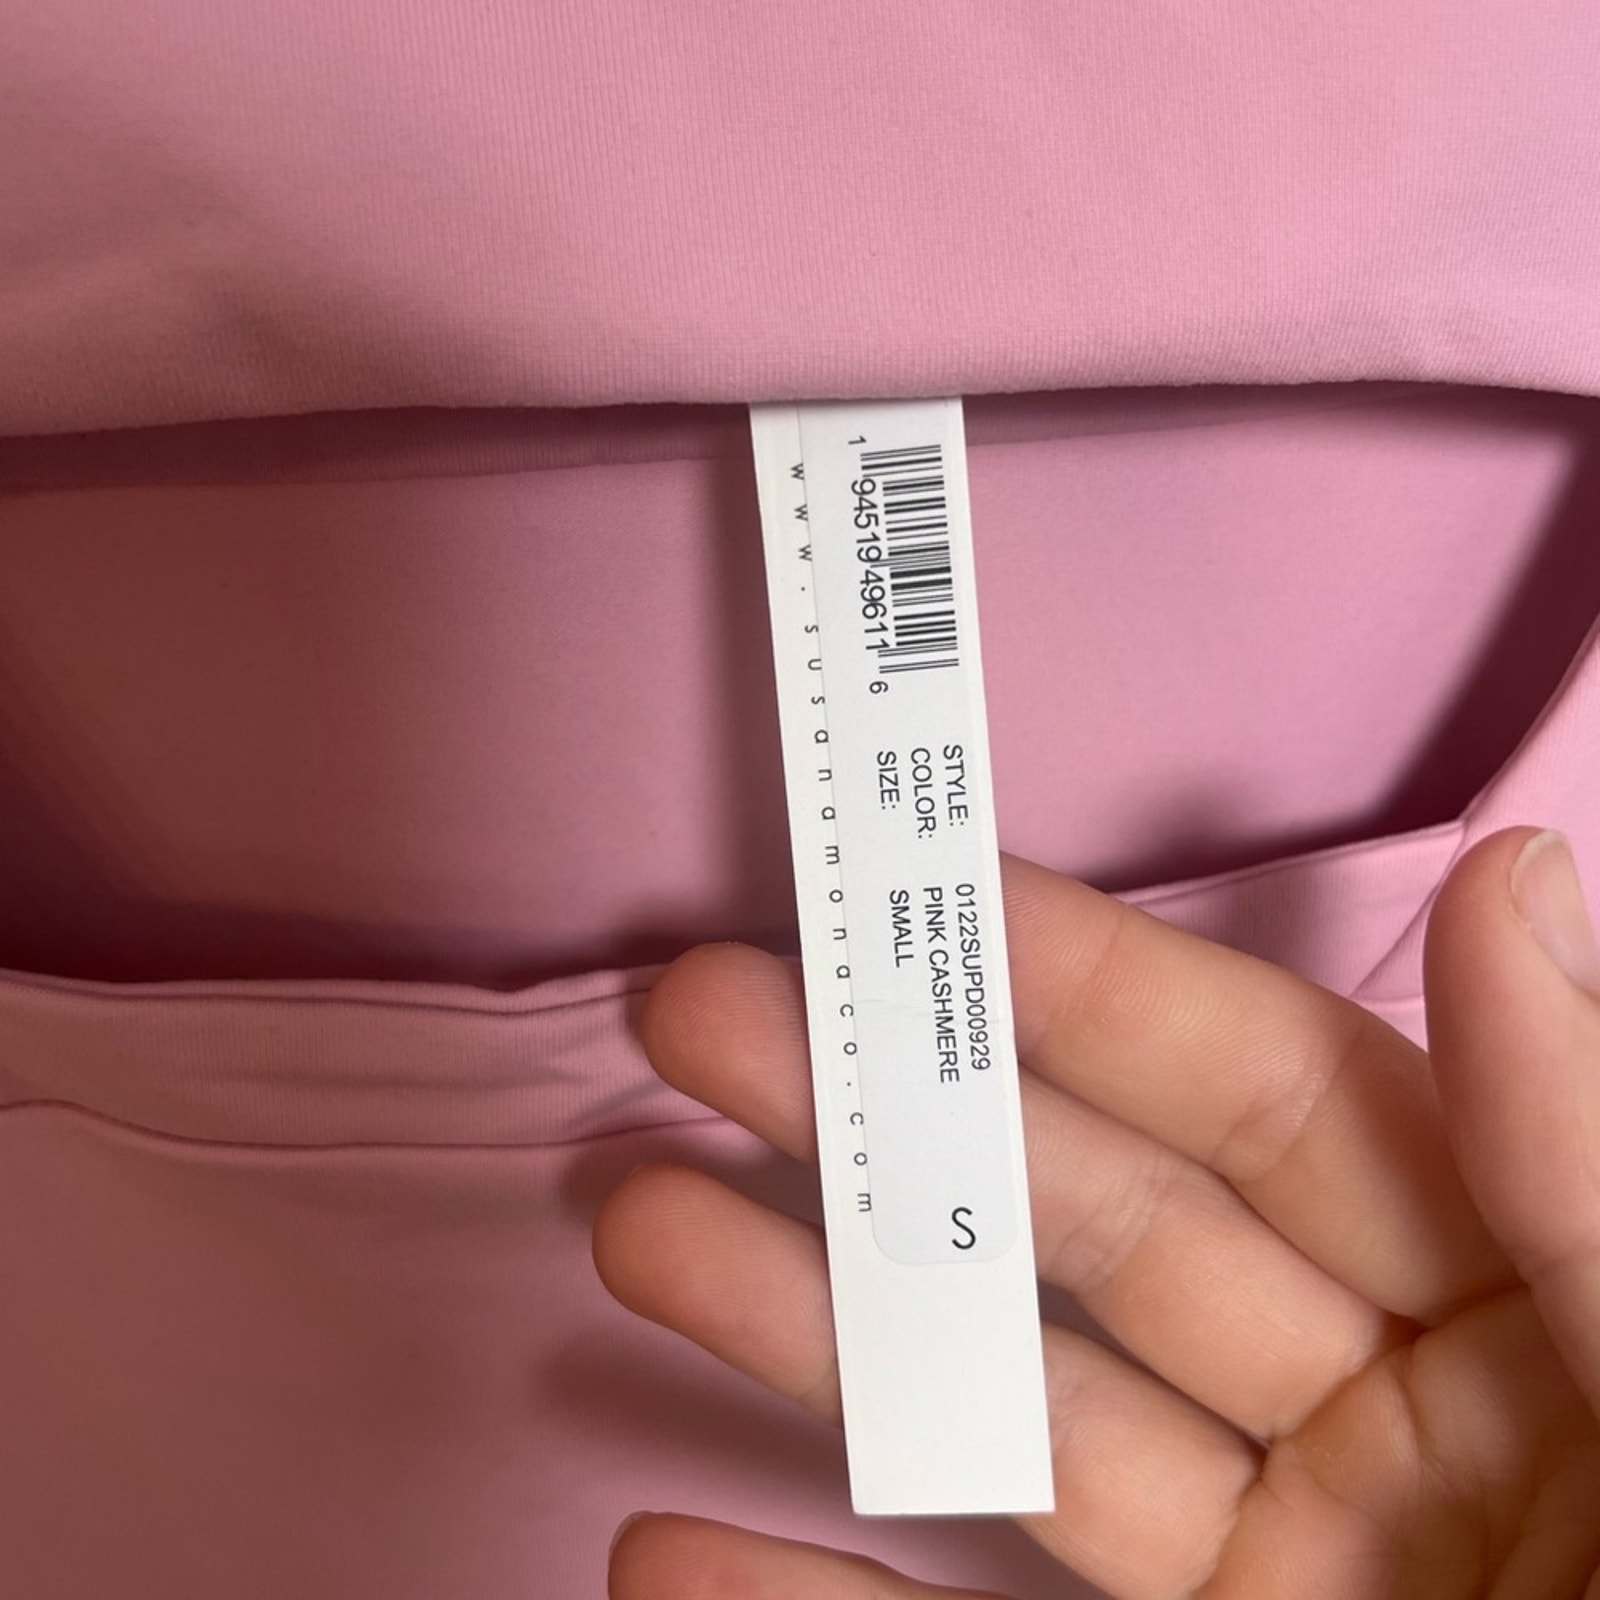 1 94519 49611 6
STYLE: 0122SUPD00929
COLOR: PINK CASHMERE
SIZE: SMALL
S
www.susanamonaco.com